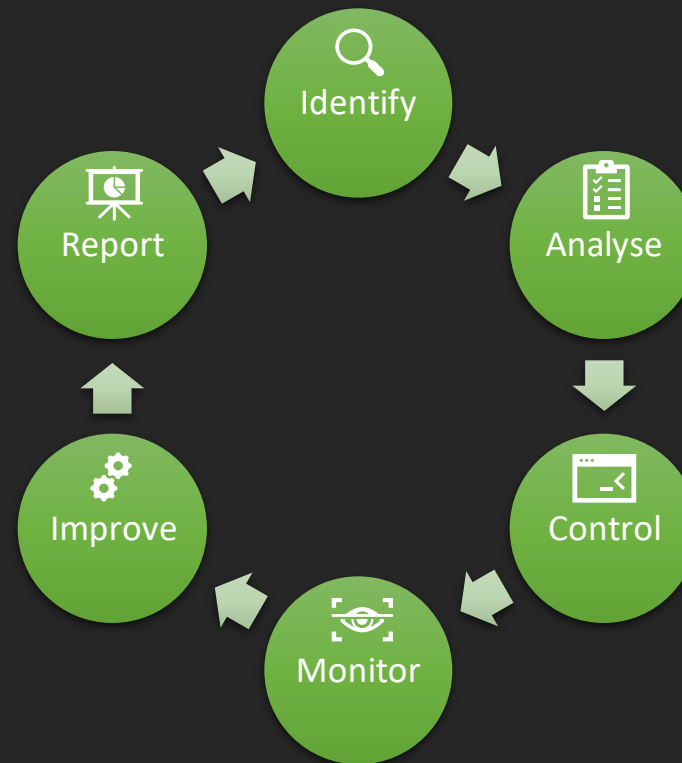 Identify
Analyse
Control
Monitor
Improve
Report